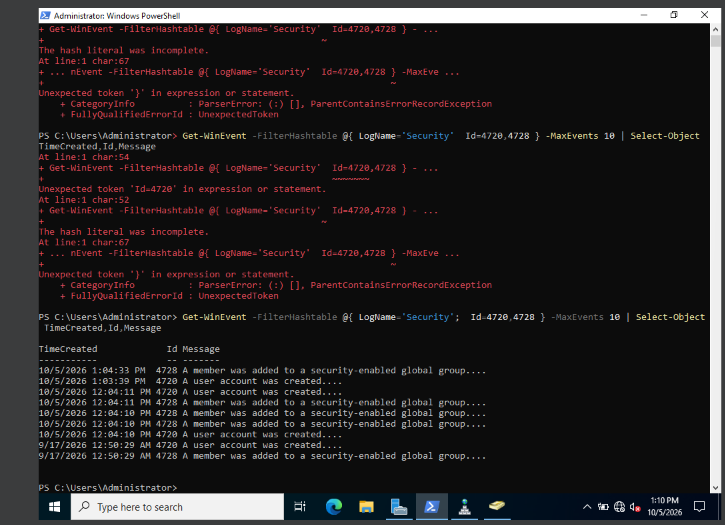 Administrator: Windows PowerShell
+ Get-WinEvent -FilterHashtable @{ LogName='Security'  Id=4720,4728 } - ...
+                                                    ~
The hash literal was incomplete.
At line:1 char:67
+ ... nEvent -FilterHashtable @{ LogName='Security'  Id=4720,4728 } -MaxEve ...
+                                                                 ~
Unexpected token '}' in expression or statement.
    + CategoryInfo          : ParserError: (:) [], ParentContainsErrorRecordException
    + FullyQualifiedErrorId : UnexpectedToken
PS C:\Users\Administrator> Get-WinEvent -FilterHashtable @{ LogName='Security'  Id=4720,4728 } -MaxEvents 10 | Select-Object
TimeCreated,Id,Message
At line:1 char:54
+ Get-WinEvent -FilterHashtable @{ LogName='Security'  Id=4720,4728 } - ...
+                                                      ~~~~~~~
Unexpected token 'Id=4720' in expression or statement.
At line:1 char:52
+ Get-WinEvent -FilterHashtable @{ LogName='Security'  Id=4720,4728 } - ...
+                                                    ~
The hash literal was incomplete.
At line:1 char:67
+ ... nEvent -FilterHashtable @{ LogName='Security'  Id=4720,4728 } -MaxEve ...
+                                                                 ~
Unexpected token '}' in expression or statement.
    + CategoryInfo          : ParserError: (:) [], ParentContainsErrorRecordException
    + FullyQualifiedErrorId : UnexpectedToken
PS C:\Users\Administrator> Get-WinEvent -FilterHashtable @{ LogName='Security';  Id=4720,4728 } -MaxEvents 10 | Select-Object
 TimeCreated,Id,Message
TimeCreated             Id Message
-----------             -- -------
10/5/2026 1:04:33 PM  4728 A member was added to a security-enabled global group....
10/5/2026 1:03:39 PM  4720 A user account was created....
10/5/2026 12:04:11 PM 4720 A user account was created....
10/5/2026 12:04:11 PM 4728 A member was added to a security-enabled global group....
10/5/2026 12:04:10 PM 4728 A member was added to a security-enabled global group....
10/5/2026 12:04:10 PM 4728 A member was added to a security-enabled global group....
10/5/2026 12:04:10 PM 4720 A user account was created....
9/17/2026 12:50:29 AM 4720 A user account was created....
9/17/2026 12:50:29 AM 4728 A member was added to a security-enabled global group....
PS C:\Users\Administrator>
Type here to search
1:10 PM
10/5/2026